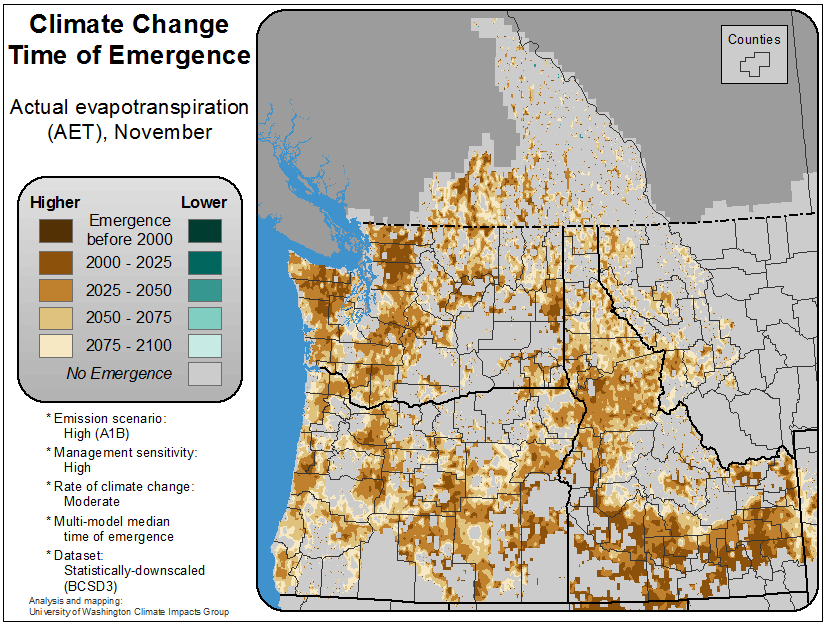 Climate Change
Time of Emergence
Actual evapotranspiration
(AET), November
Counties
Higher
Lower
Emergence
before 2000
2000 - 2025
2025 - 2050
2050 - 2075
2075 - 2100
No Emergence
* Emission scenario:
High (A1B)
* Management sensitivity:
High
* Rate of climate change:
Moderate
* Multi-model median
time of emergence
* Dataset:
Statistically-downscaled
(BCSD3)
Analysis and mapping:
University of Washington Climate Impacts Group